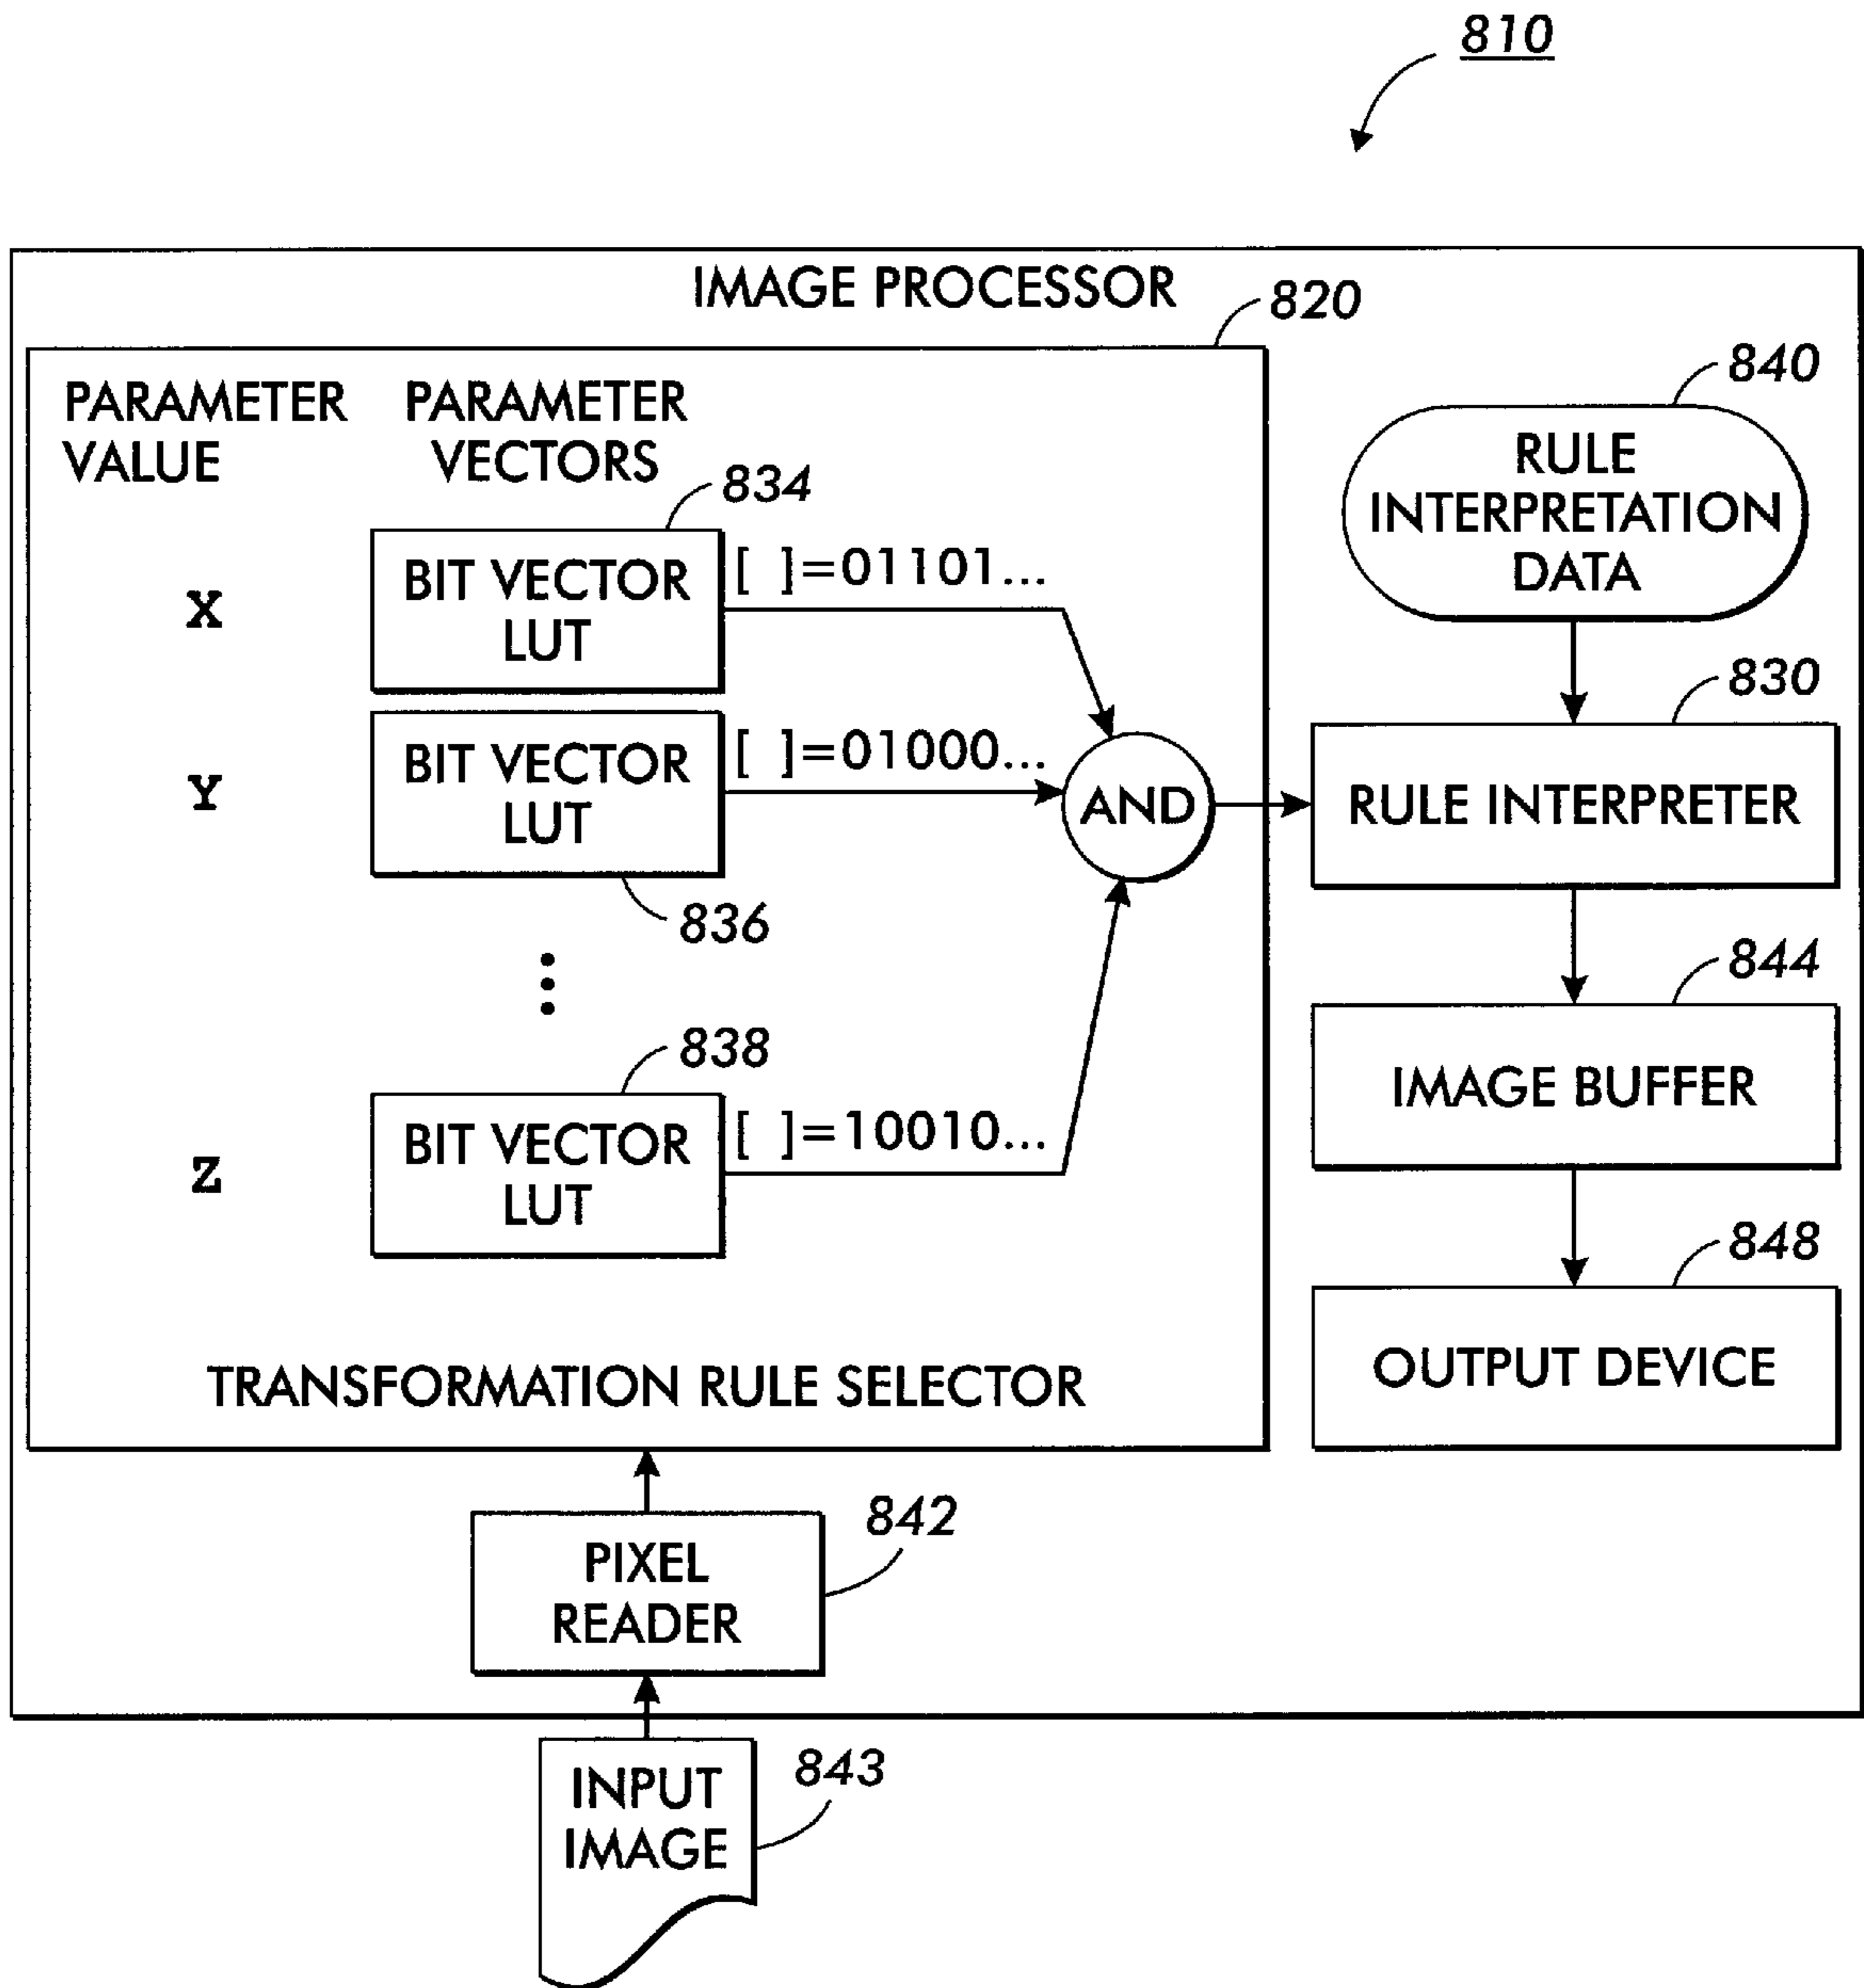 810
IMAGE PROCESSOR
820
PARAMETER VALUE
PARAMETER VECTORS
834
X
BIT VECTOR LUT
[ ]=01101...
Y
BIT VECTOR LUT
[ ]=01000...
836
AND
838
Z
BIT VECTOR LUT
[ ]=10010...
TRANSFORMATION RULE SELECTOR
840
RULE
INTERPRETATION
DATA
830
RULE INTERPRETER
844
IMAGE BUFFER
848
OUTPUT DEVICE
842
PIXEL
READER
843
INPUT
IMAGE